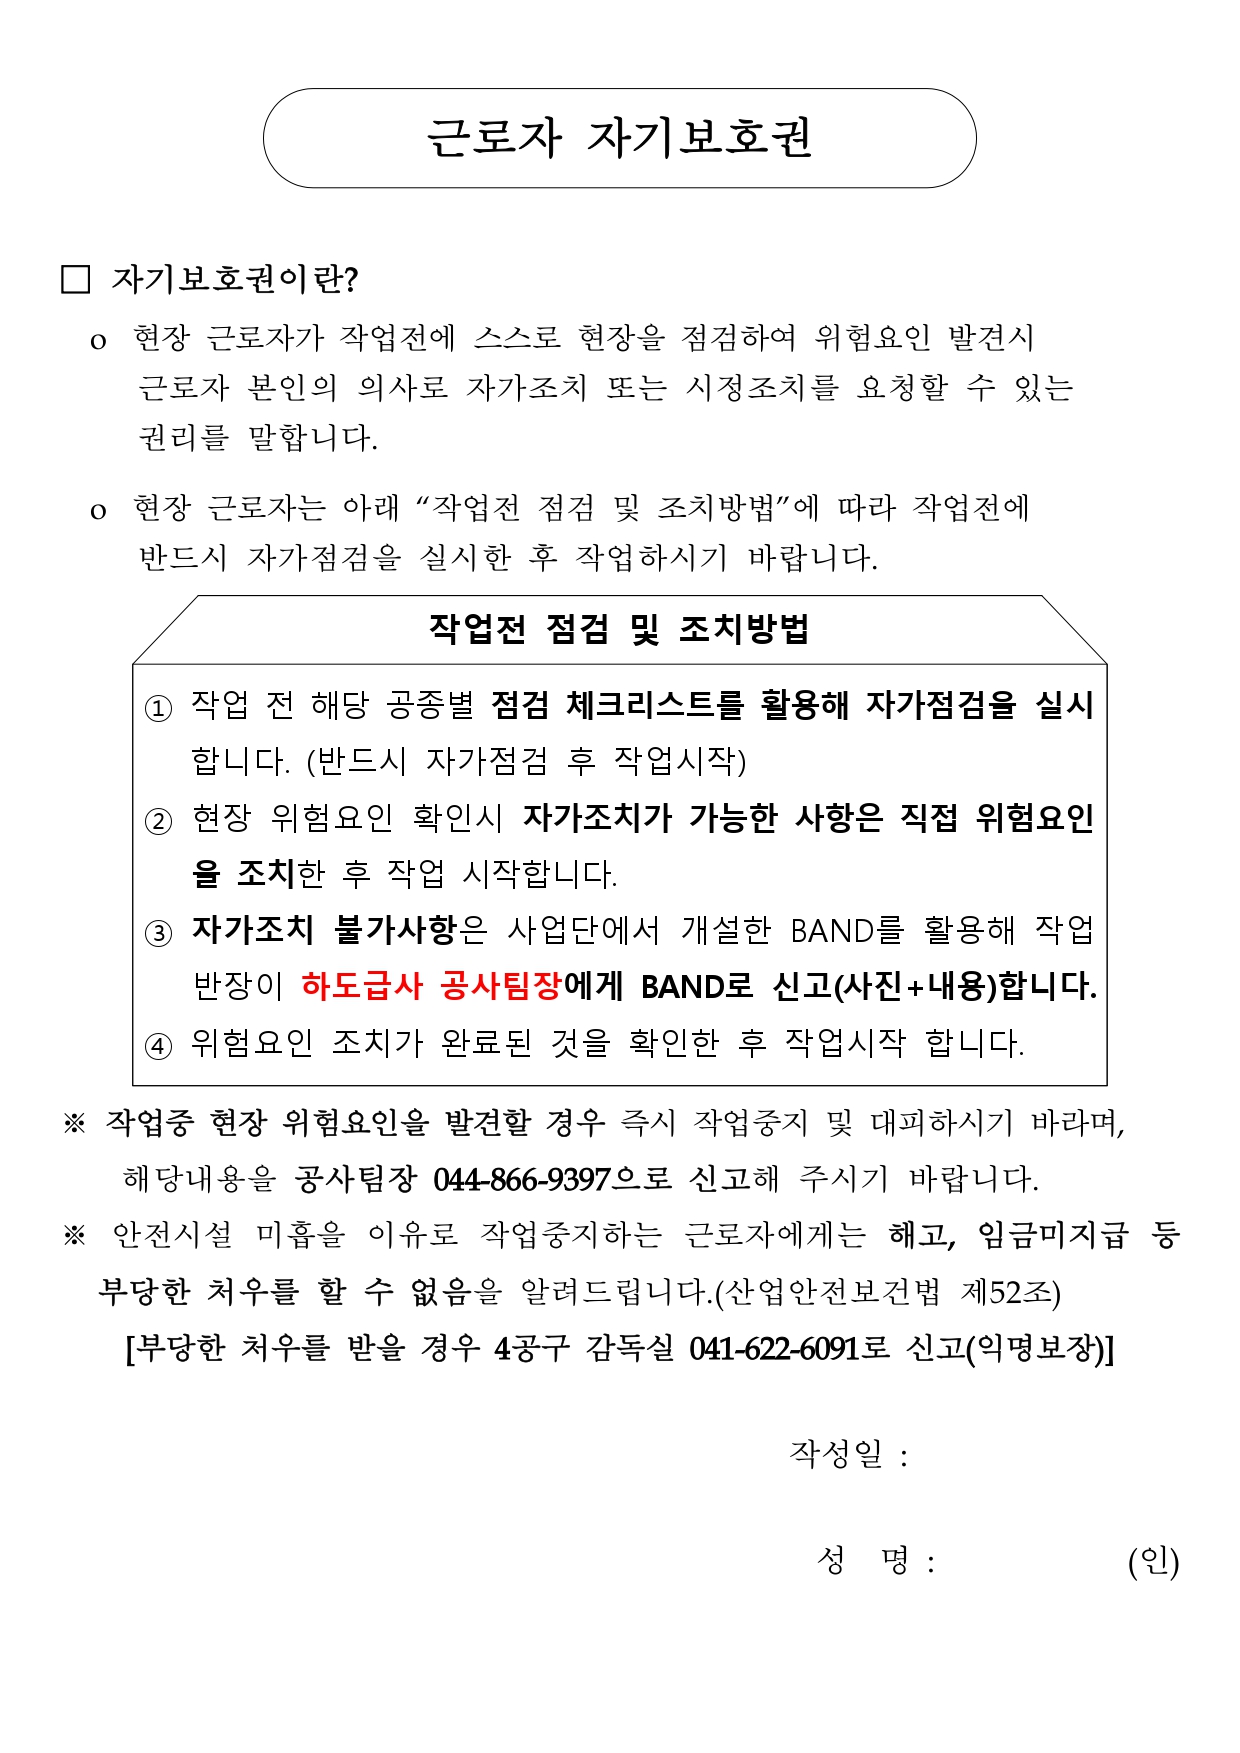 근로자 자기보호권
□ 자기보호권이란?
o 현장 근로자가 작업전에 스스로 현장을 점검하여 위험요인 발견시
근로자 본인의 의사로 자가조치 또는 시정조치를 요청할 수 있는
권리를 말합니다.
o 현장 근로자는 아래 “작업전 점검 및 조치방법”에 따라 작업전에
반드시 자가점검을 실시한 후 작업하시기 바랍니다.
작업전 점검 및 조치방법
① 작업 전 해당 공종별 점검 체크리스트를 활용해 자가점검을 실시
합니다. (반드시 자가점검 후 작업시작)
② 현장 위험요인 확인시 자가조치가 가능한 사항은 직접 위험요인
을 조치한 후 작업 시작합니다.
③ 자가조치 불가사항은 사업단에서 개설한 BAND를 활용해 작업
반장이 하도급사 공사팀장에게 BAND로 신고(사진+내용)합니다.
④ 위험요인 조치가 완료된 것을 확인한 후 작업시작 합니다.
※ 작업중 현장 위험요인을 발견할 경우 즉시 작업중지 및 대피하시기 바라며,
해당내용을 공사팀장 044-866-9397으로 신고해 주시기 바랍니다.
※ 안전시설 미흡을 이유로 작업중지하는 근로자에게는 해고, 임금미지급 등
부당한 처우를 할 수 없음을 알려드립니다.(산업안전보건법 제52조)
[부당한 처우를 받을 경우 4공구 감독실 041-622-6091로 신고(익명보장)]
작성일 :
성 명 : (인)